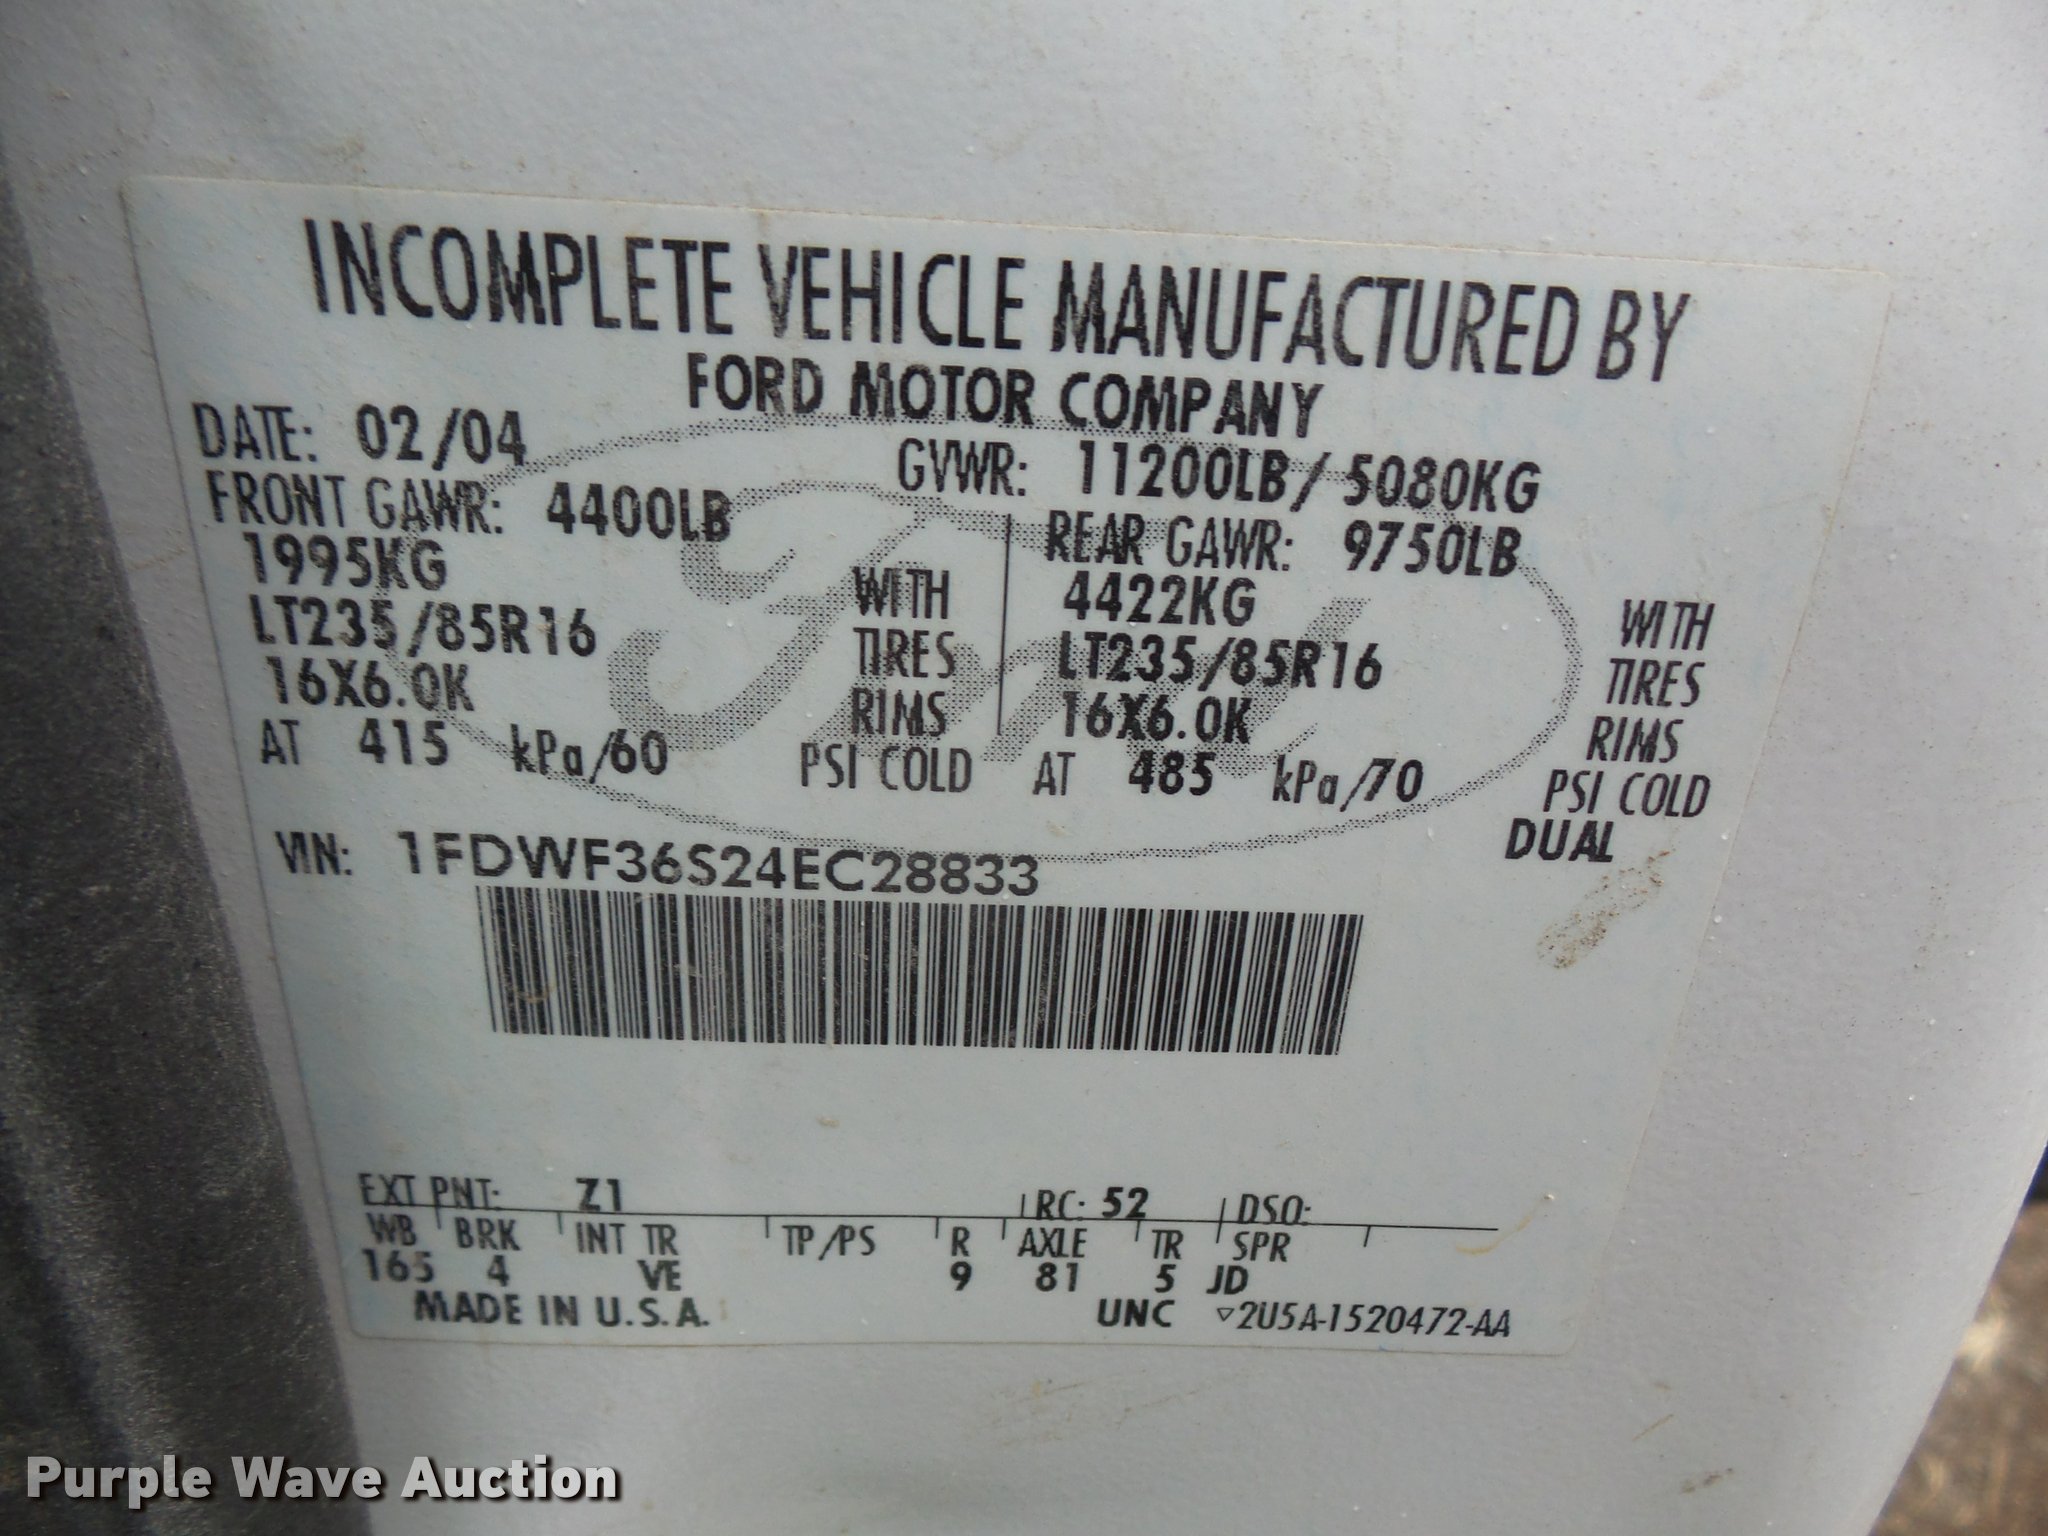 INCOMPLETE VEHICLE MANUFACTURED BY
FORD MOTOR COMPANY
DATE: 02/04 GVWR: 11200LB/ 5080KG
FRONT GAWR: 4400LB REAR GAWR: 9750LB
1995KG WITH 4422KG WITH
LT235/85R16 TIRES LT235/85R16 TIRES
16X6.0K RIMS 16X6.0K RIMS
AT 415 kPa/60 PSI COLD AT 485 kPa/70 PSI COLD
DUAL
VIN: 1FDWF36S24EC28833
EXT PNT: Z1 RC: 52 DSO:
WB BRK INT TR TP/PS R AXLE TR SPR
165 4 VE 9 81 5 JD
MADE IN U.S.A. UNC ▽2U5A-1520472-AA
Ford
Purple Wave Auction